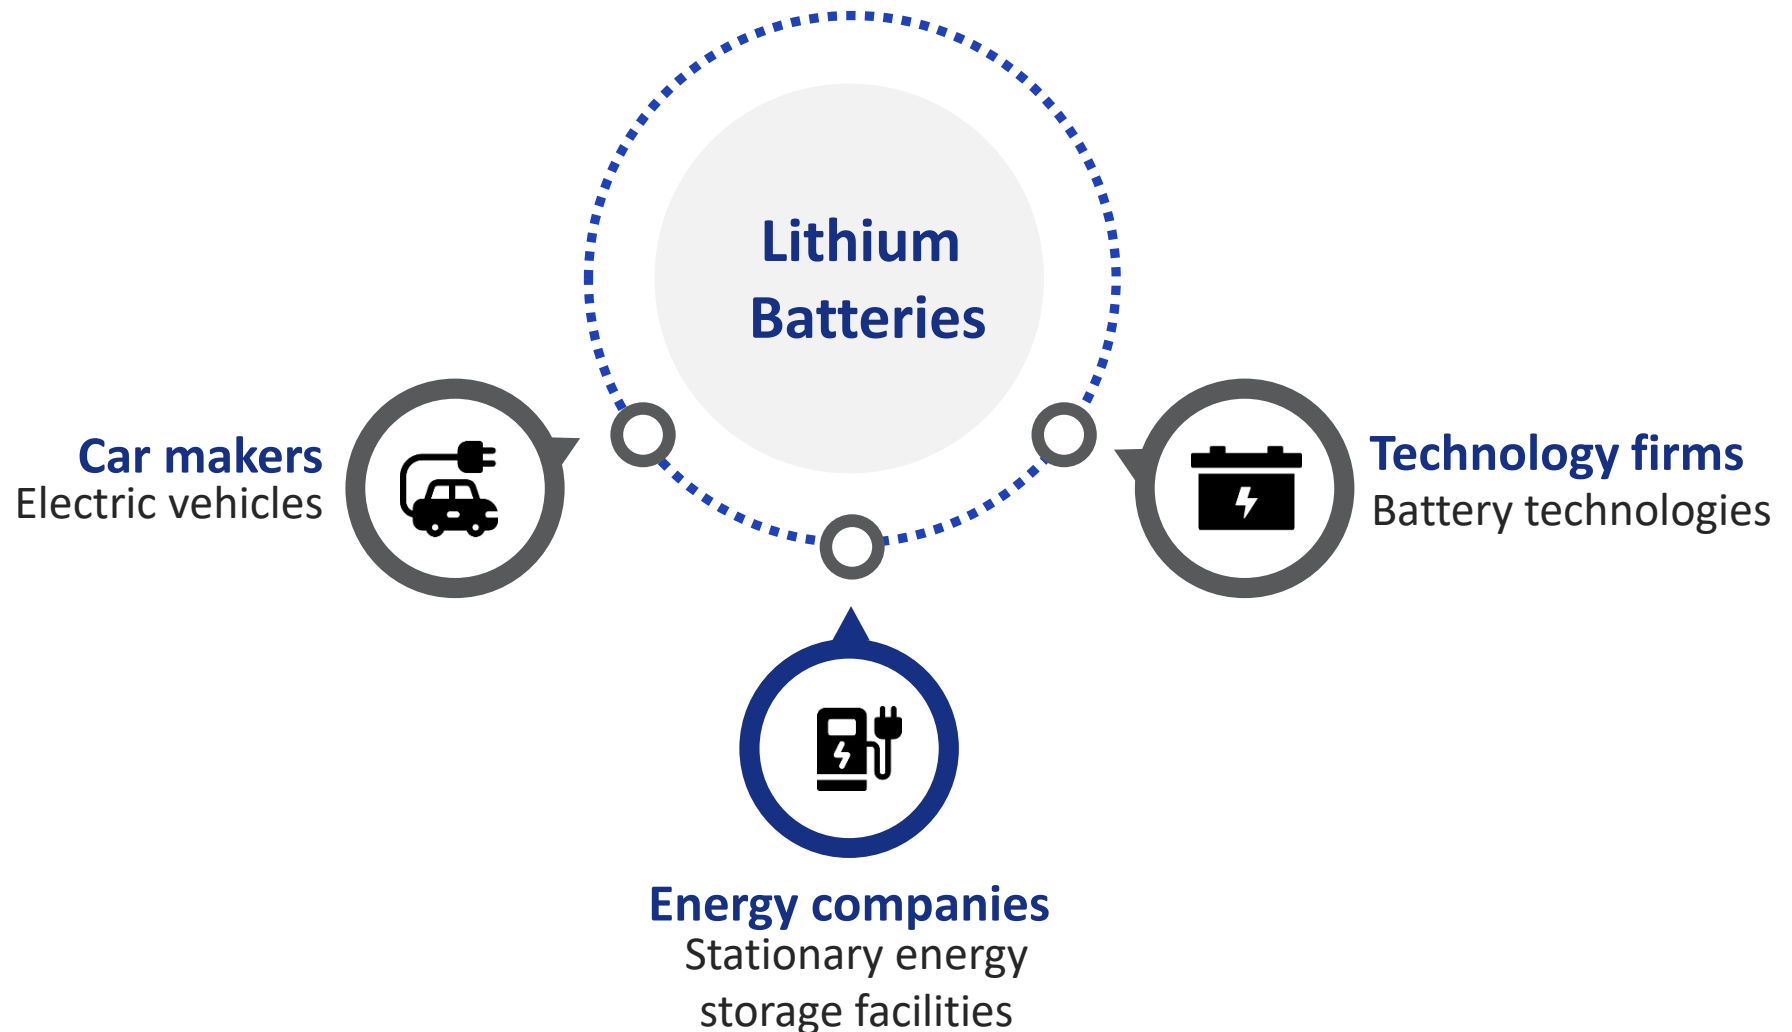 Lithium
Batteries
Car makers
Electric vehicles
Technology firms
Battery technologies
Energy companies
Stationary energy
storage facilities